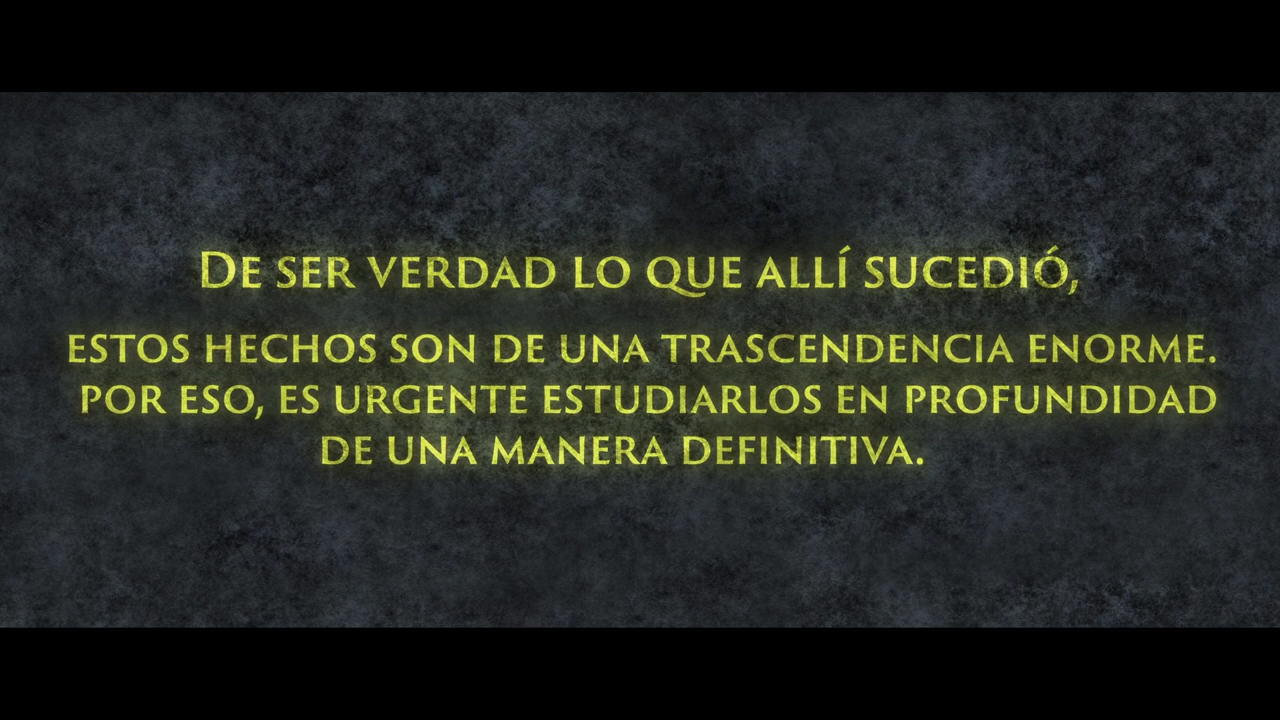 DE SER VERDAD LO QUE ALLÍ SUCEDIÓ,
ESTOS HECHOS SON DE UNA TRASCENDENCIA ENORME.
POR ESO, ES URGENTE ESTUDIARLOS EN PROFUNDIDAD
DE UNA MANERA DEFINITIVA.